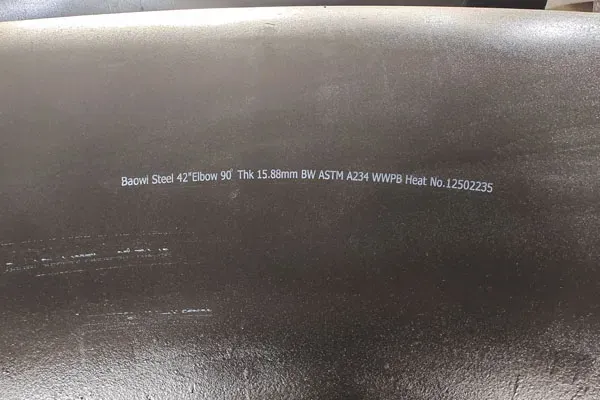 Baowi Steel 42"Elbow 90° Thk 15.88mm BW ASTM A234 WWPB Heat No.12502235